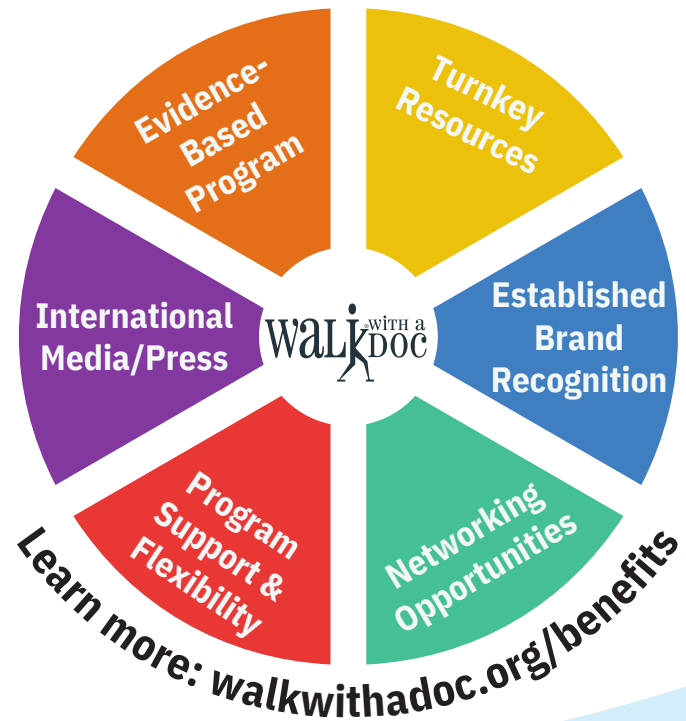 Evidence-
Based
Program
Turnkey
Resources
International
Media/Press
WaLk WITH a DOC
®
Established
Brand
Recognition
Program
Support &
Flexibility
Networking
Opportunities
Learn more: walkwithadoc.org/benefits